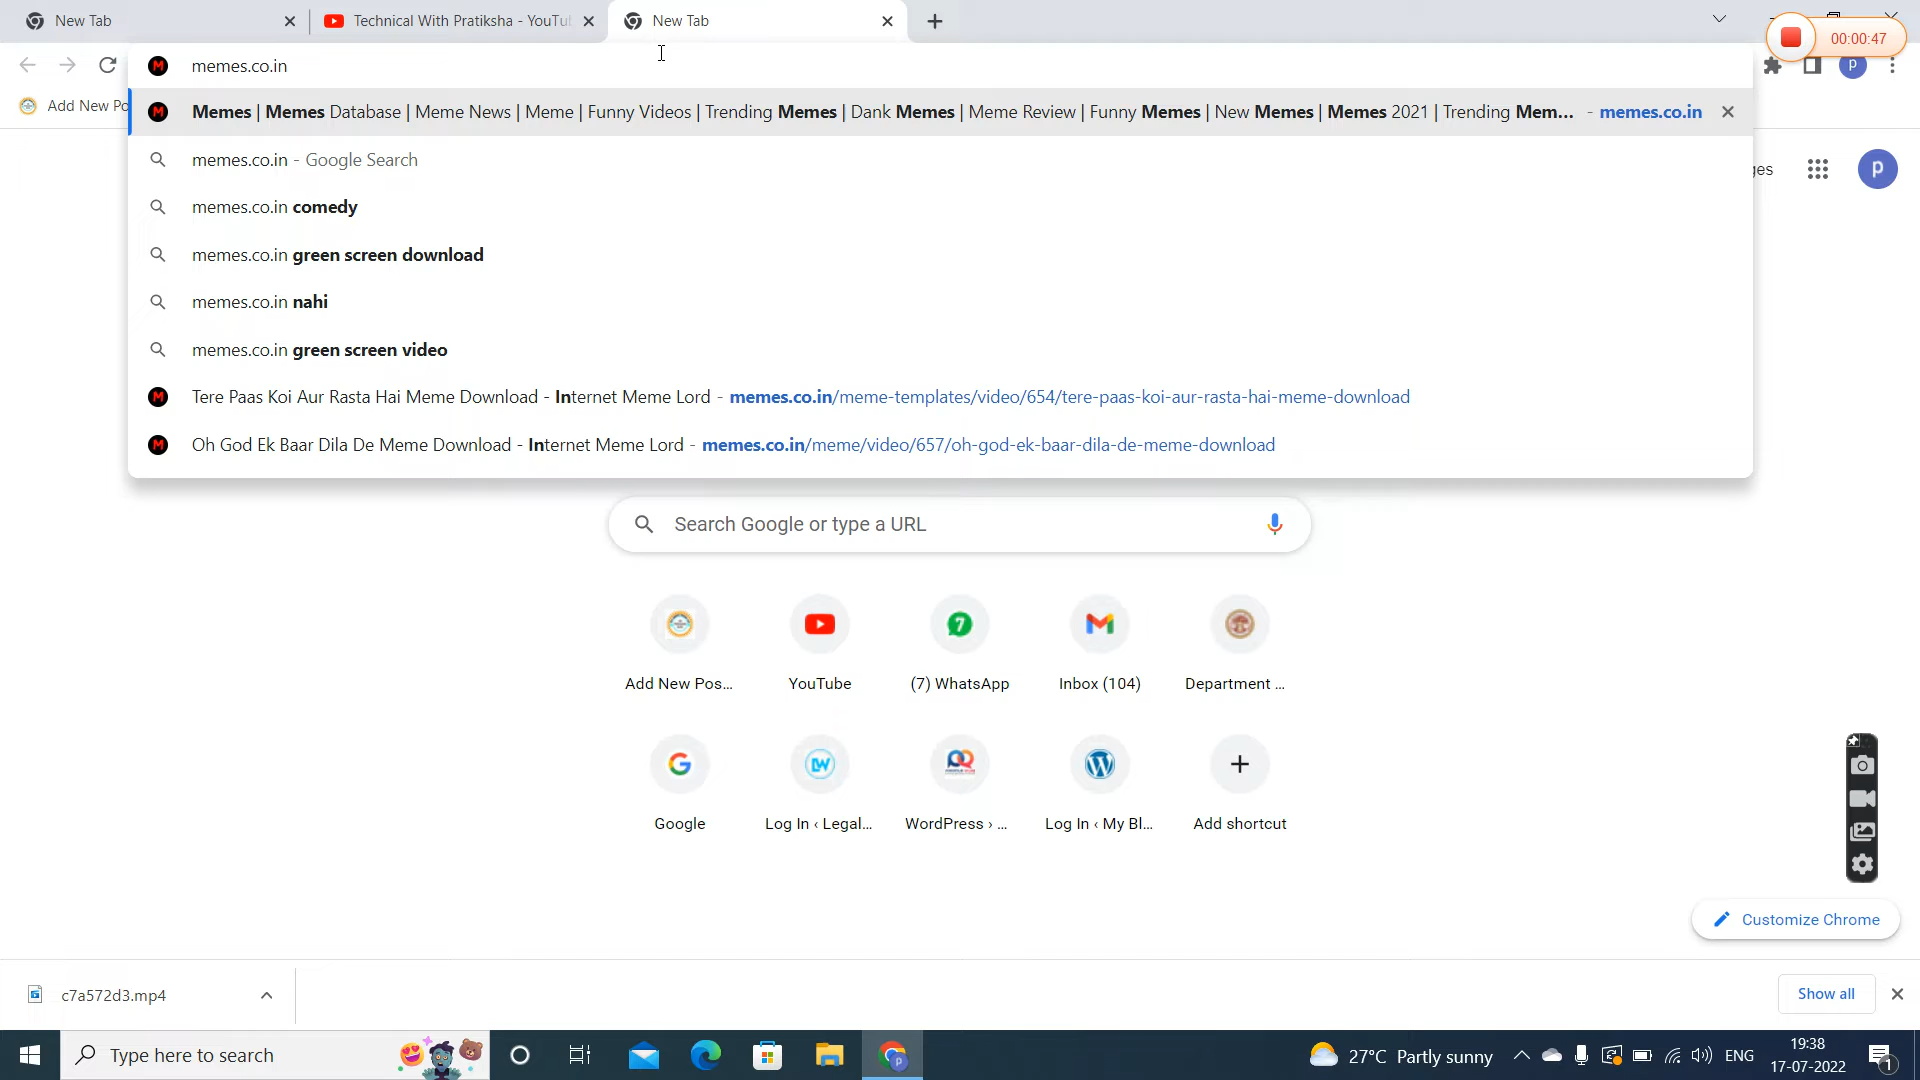 New Tab
Technical With Pratiksha - YouTu
New Tab
00:00:47
memes.co.in
p
Add New Po
Memes | Memes Database | Meme News | Meme | Funny Videos | Trending Memes | Dank Memes | Meme Review | Funny Memes | New Memes | Memes 2021 | Trending Mem... - memes.co.in
memes.co.in - Google Search
ges
p
memes.co.in comedy
memes.co.in green screen download
memes.co.in nahi
memes.co.in green screen video
Tere Paas Koi Aur Rasta Hai Meme Download - Internet Meme Lord - memes.co.in/meme-templates/video/654/tere-paas-koi-aur-rasta-hai-meme-download
Oh God Ek Baar Dila De Meme Download - Internet Meme Lord - memes.co.in/meme/video/657/oh-god-ek-baar-dila-de-meme-download
Search Google or type a URL
Add New Pos...
YouTube
(7) WhatsApp
Inbox (104)
Department ...
Google
Log In ‹ Legal...
WordPress › ...
Log In ‹ My Bl...
Add shortcut
Customize Chrome
c7a572d3.mp4
Show all
Type here to search
27°C Partly sunny
ENG
19:38
17-07-2022
1